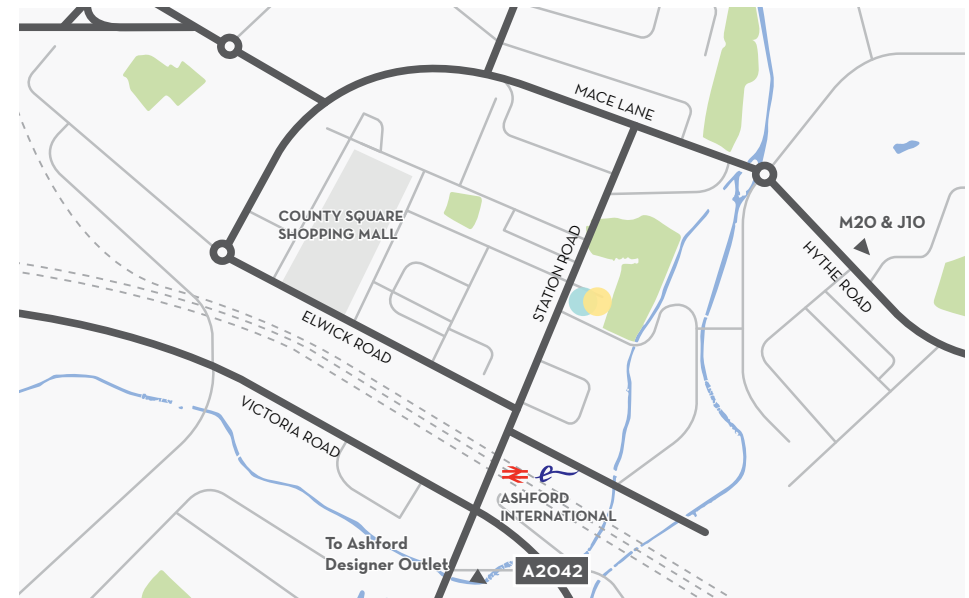 MACE LANE
M20 & J10
COUNTY SQUARE
SHOPPING MALL
STATION ROAD
HYTHE ROAD
ELWICK ROAD
VICTORIA ROAD
ASHFORD
INTERNATIONAL
To Ashford
Designer Outlet
A2042